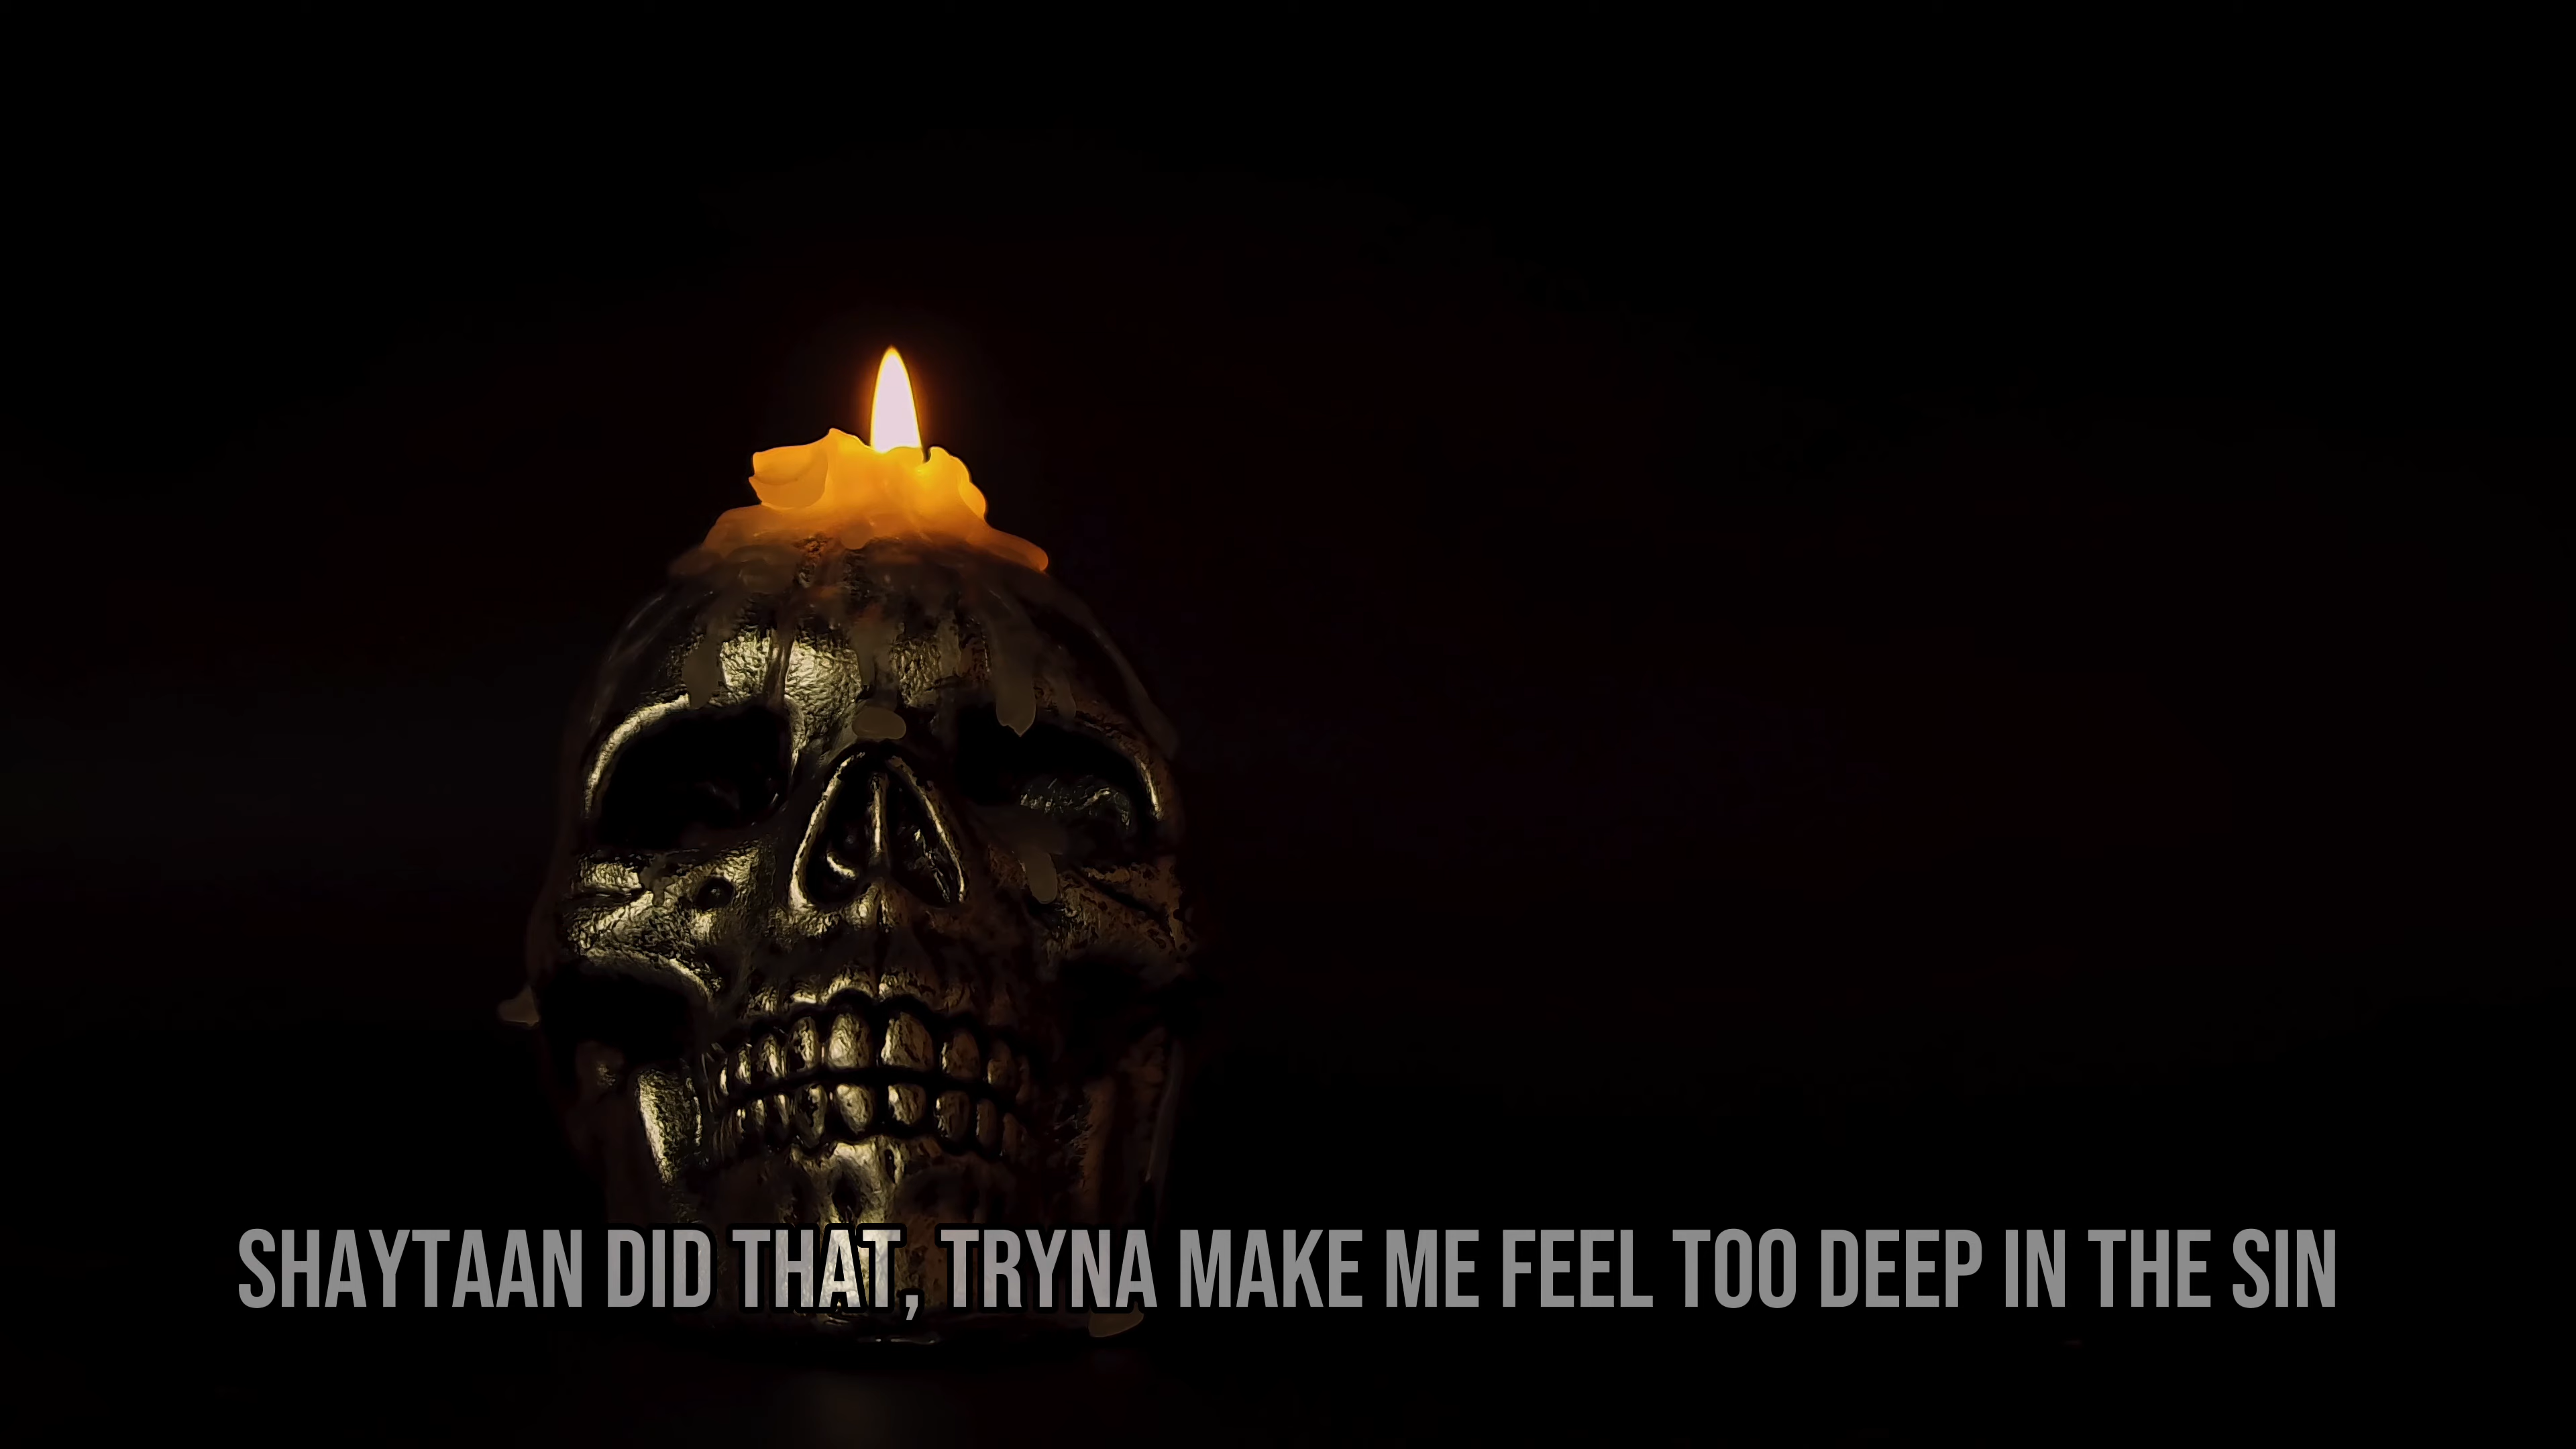 SHAYTAAN DID THAT, TRYNA MAKE ME FEEL TOO DEEP IN THE SIN